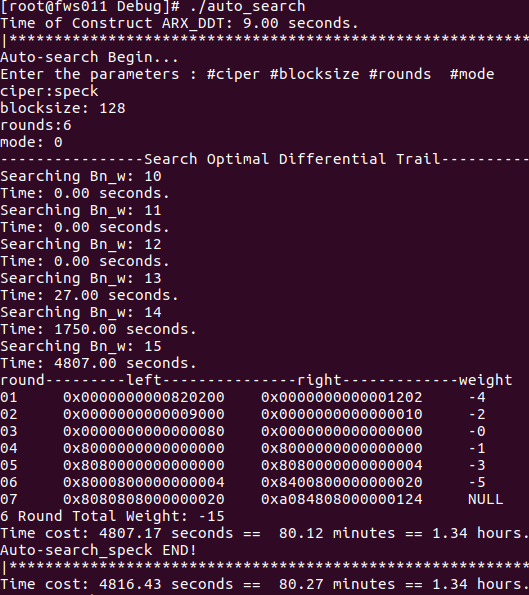 [root@fws011 Debug]# ./auto_search
Time of Construct ARX_DDT: 9.00 seconds.
|************************************************************
Auto-search Begin...
Enter the parameters : #ciper #blocksize #rounds  #mode
ciper:speck
blocksize: 128
rounds:6
mode: 0
----------------Search Optimal Differential Trail----------
Searching Bn_w: 10
Time: 0.00 seconds.
Searching Bn_w: 11
Time: 0.00 seconds.
Searching Bn_w: 12
Time: 0.00 seconds.
Searching Bn_w: 13
Time: 27.00 seconds.
Searching Bn_w: 14
Time: 1750.00 seconds.
Searching Bn_w: 15
Time: 4807.00 seconds.
round---------left---------------right-------------weight
01     0x0000000000820200    0x0000000000001202    -4
02     0x0000000000009000    0x0000000000000010    -2
03     0x0000000000000080    0x0000000000000000    -0
04     0x8000000000000000    0x8000000000000000    -1
05     0x8080000000000000    0x8080000000000004    -3
06     0x8000800000000004    0x8400800000000020    -5
07     0x8080808000000020    0xa084808000000124    NULL
6 Round Total Weight: -15
Time cost: 4807.17 seconds ==  80.12 minutes == 1.34 hours.
Auto-search_speck END!
|************************************************************
Time cost: 4816.43 seconds ==  80.27 minutes == 1.34 hours.